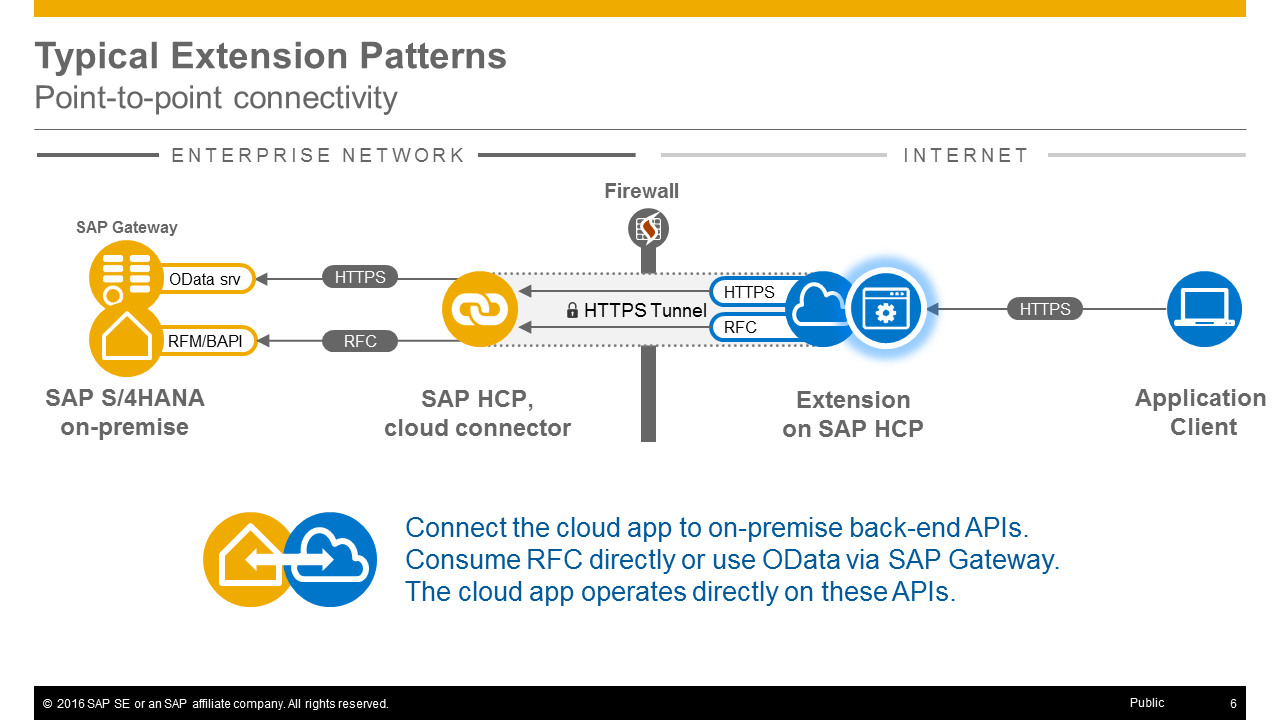 Typical Extension Patterns
Point-to-point connectivity
ENTERPRISE NETWORK
INTERNET
Firewall
SAP Gateway
OData srv
HTTPS
HTTPS
HTTPS Tunnel
HTTPS
RFM/BAPI
RFC
RFC
SAP S/4HANA
on-premise
SAP HCP,
cloud connector
Extension
on SAP HCP
Application
Client
Connect the cloud app to on-premise back-end APIs.
Consume RFC directly or use OData via SAP Gateway.
The cloud app operates directly on these APIs.
© 2016 SAP SE or an SAP affiliate company. All rights reserved.
Public
6